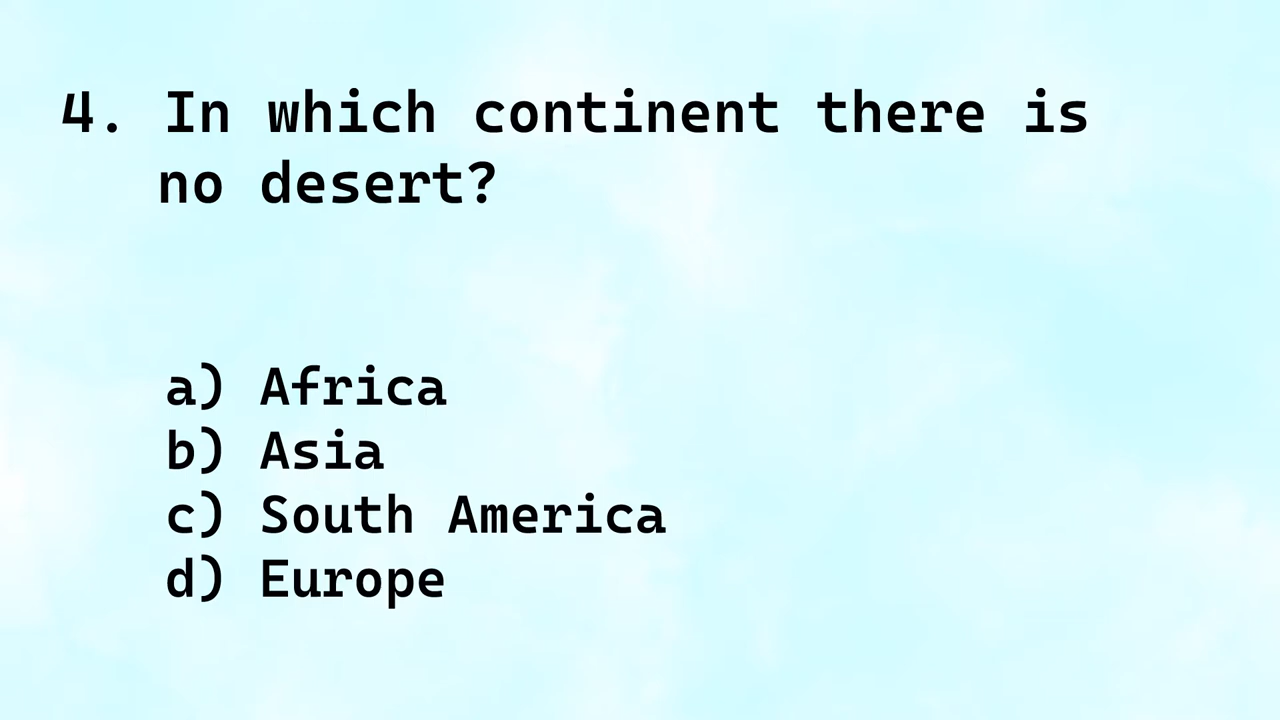 4. In which continent there is
no desert?
a) Africa
b) Asia
c) South America
d) Europe